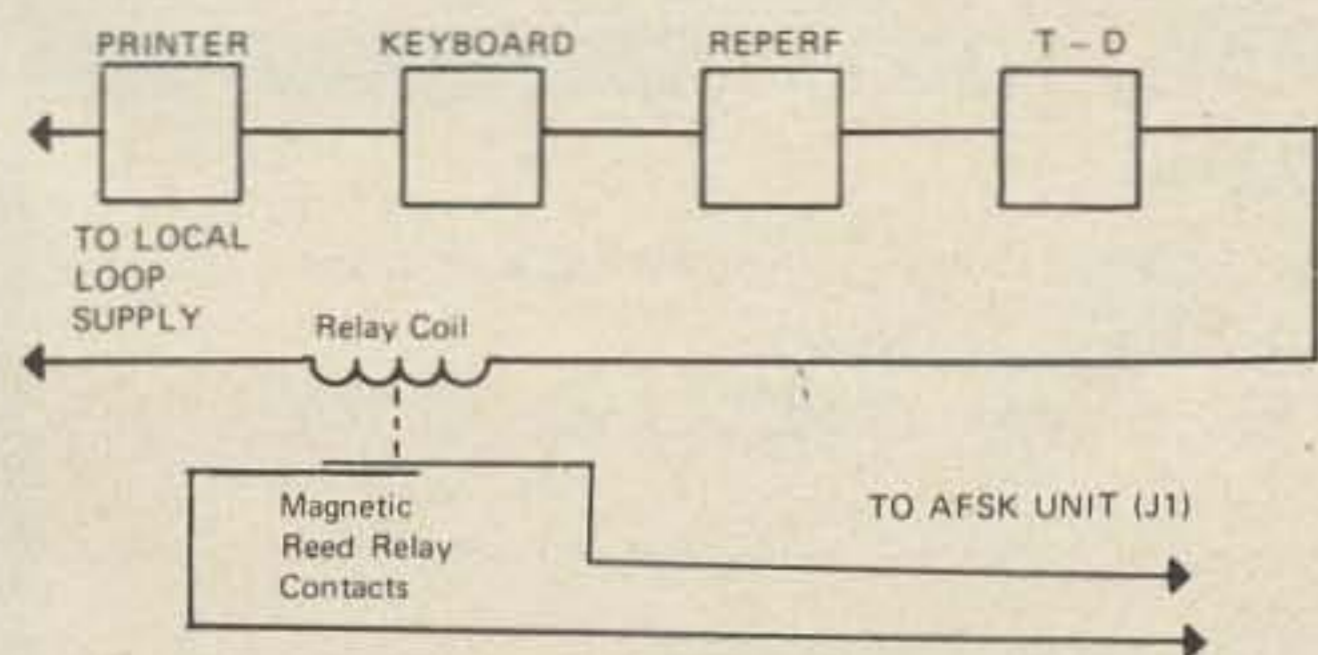 PRINTER KEYBOARD REPERF T – D
TO LOCAL
LOOP
SUPPLY
Relay Coil
Magnetic
Reed Relay
Contacts
TO AFSK UNIT (J1)